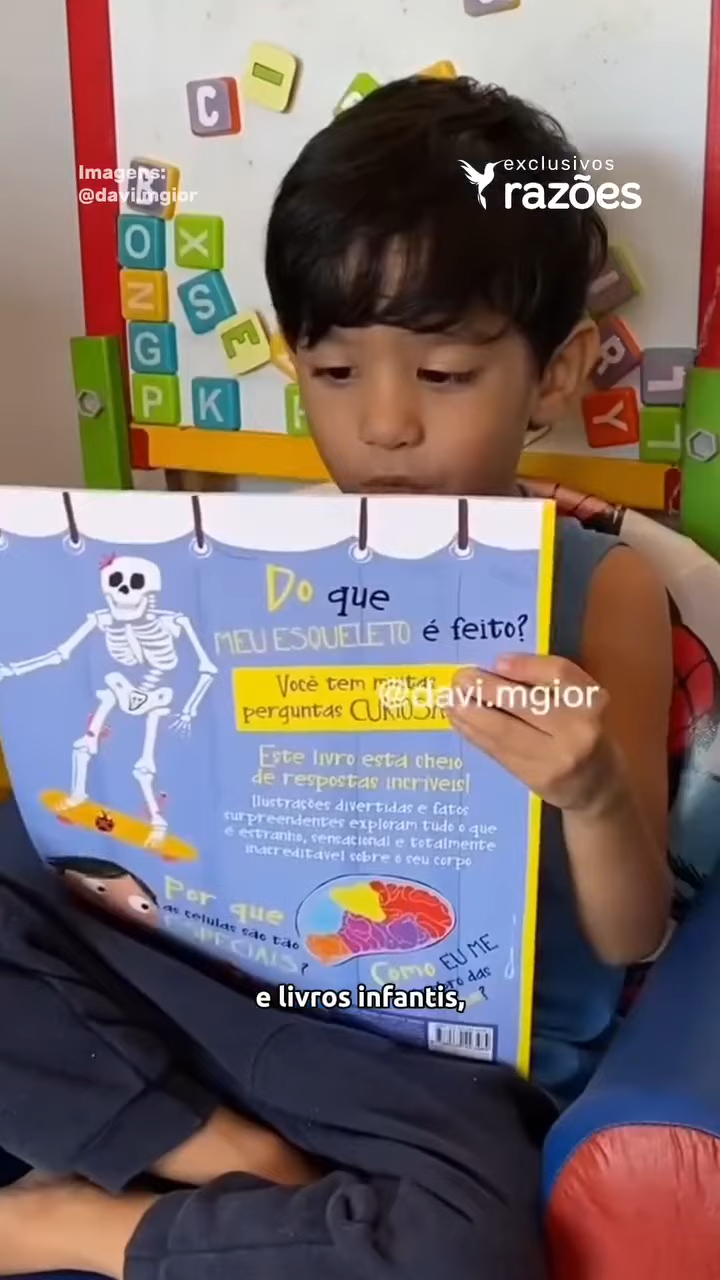 exclusivos
razões
Imagens:
@davi.mgior
C
B
O X
N S
G E
P K
R
Y L
Do que
MEU ESQUELETO é feito?
Você tem muitas
perguntas CURIOSA
@davi.mgior
Este livro está cheio
de respostas incríveis!
Ilustrações divertidas e fatos
surpreendentes exploram tudo o que
é estranho, sensacional e totalmente
inacreditável sobre o seu corpo
Por que
as células são tão
ESPECIAIS?
Como EU ME
das
?
e livros infantis,